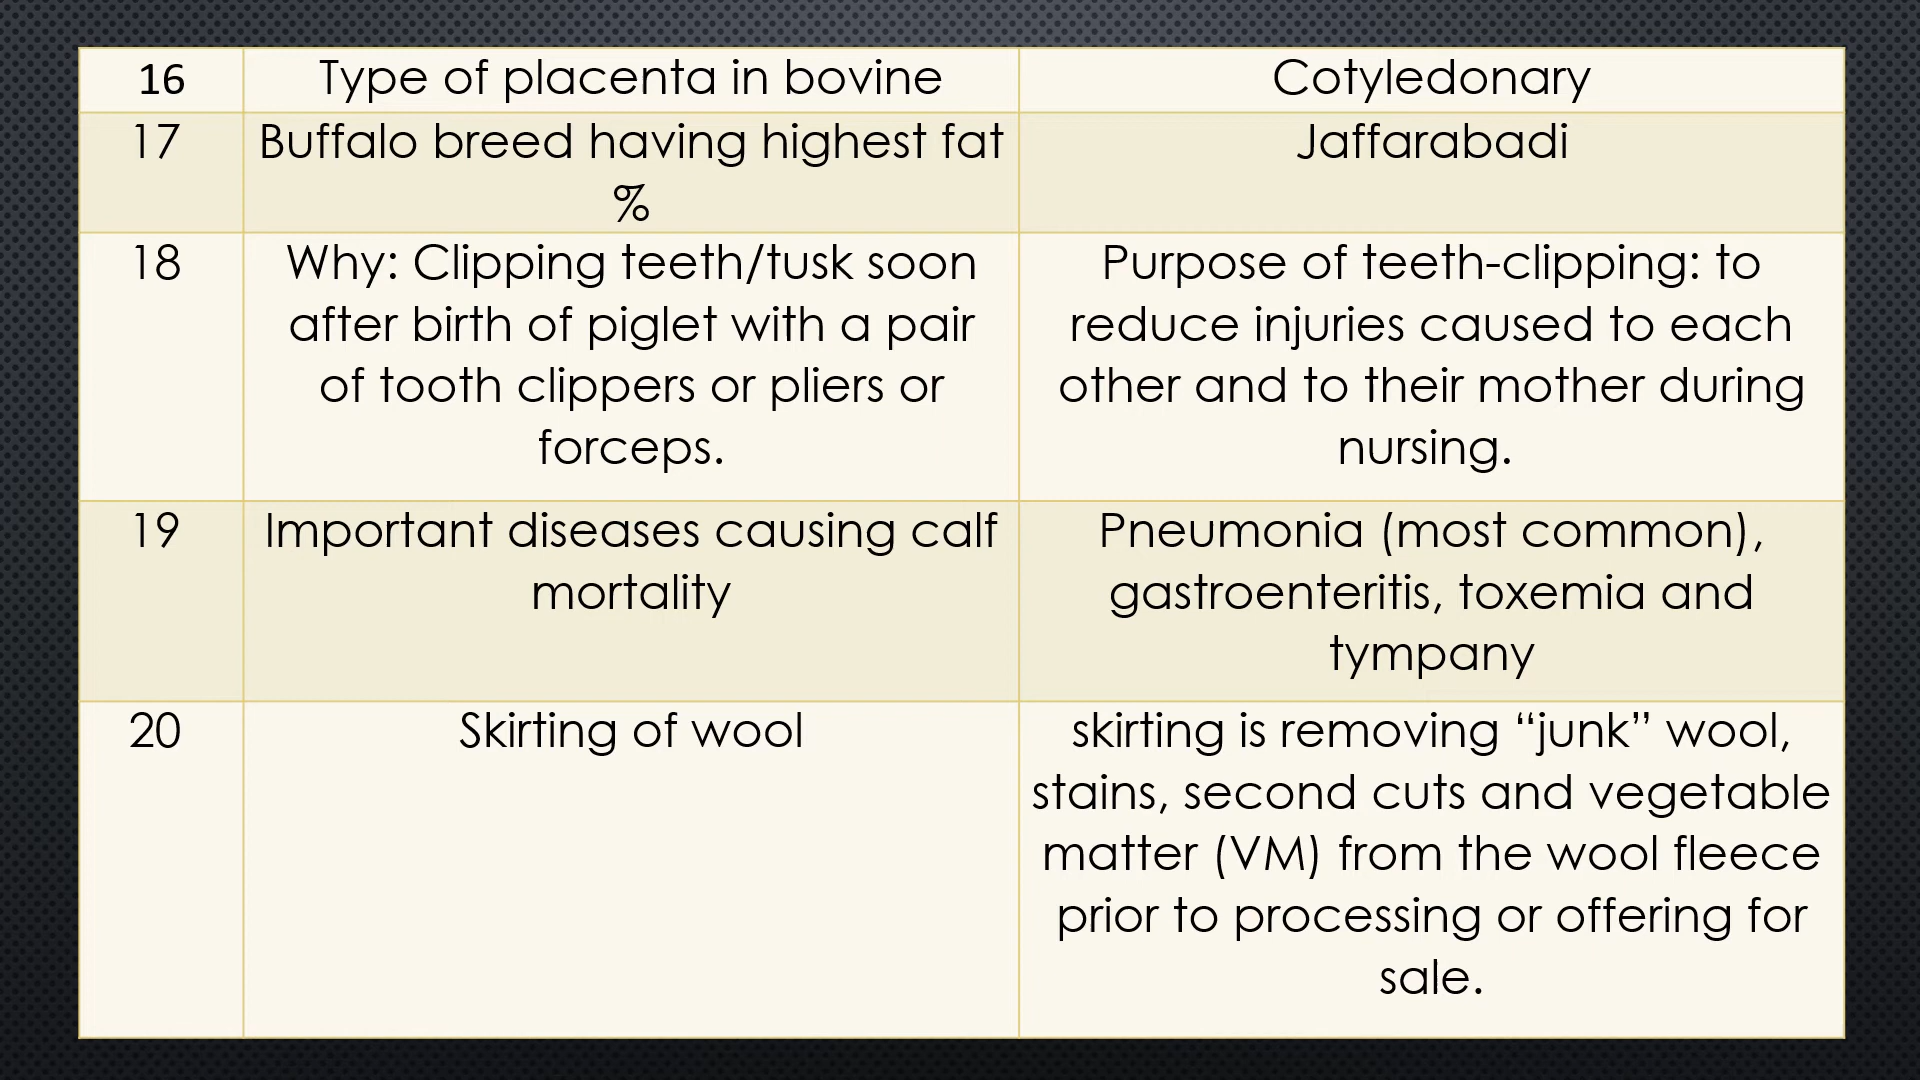 16
Type of placenta in bovine
Cotyledonary
17
Buffalo breed having highest fat
%
Jaffarabadi
18
Why: Clipping teeth/tusk soon
after birth of piglet with a pair
of tooth clippers or pliers or
forceps.
Purpose of teeth-clipping: to
reduce injuries caused to each
other and to their mother during
nursing.
19
Important diseases causing calf
mortality
Pneumonia (most common),
gastroenteritis, toxemia and
tympany
20
Skirting of wool
skirting is removing “junk” wool,
stains, second cuts and vegetable
matter (VM) from the wool fleece
prior to processing or offering for
sale.